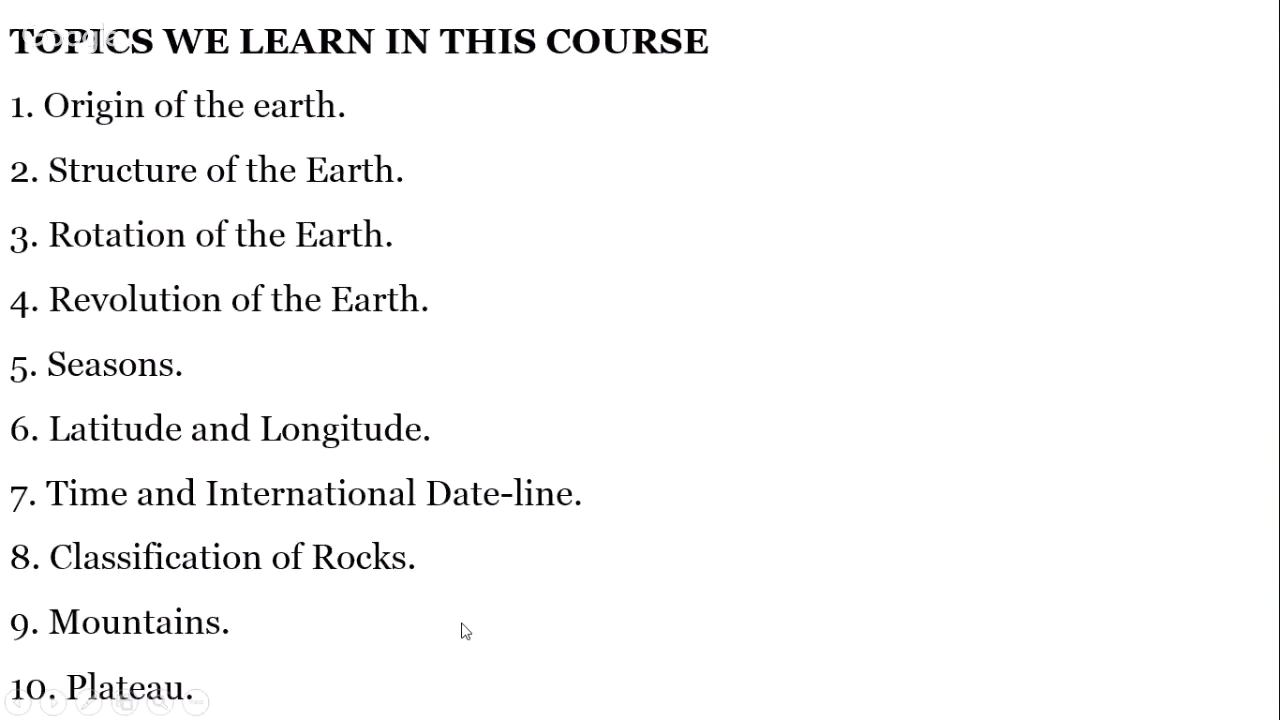 TOPICS WE LEARN IN THIS COURSE
1. Origin of the earth.
2. Structure of the Earth.
3. Rotation of the Earth.
4. Revolution of the Earth.
5. Seasons.
6. Latitude and Longitude.
7. Time and International Date-line.
8. Classification of Rocks.
9. Mountains.
10. Plateau.